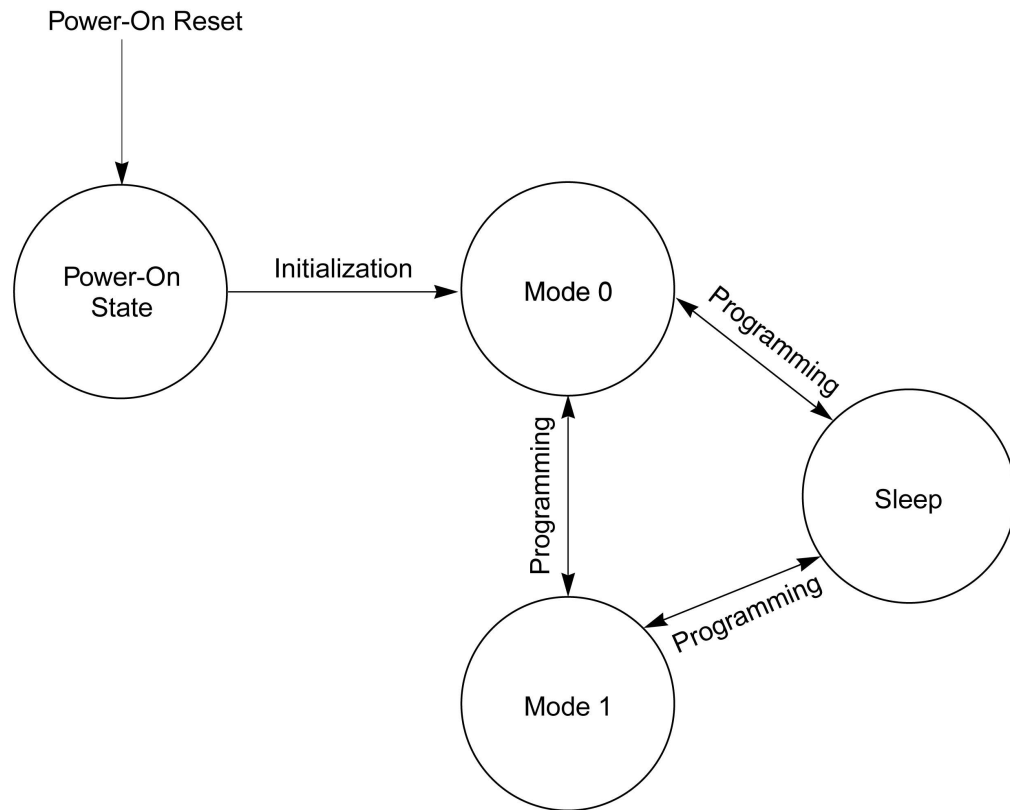 Power-On Reset
Power-On
State
Initialization
Mode 0
Programming
Programming
Sleep
Programming
Mode 1